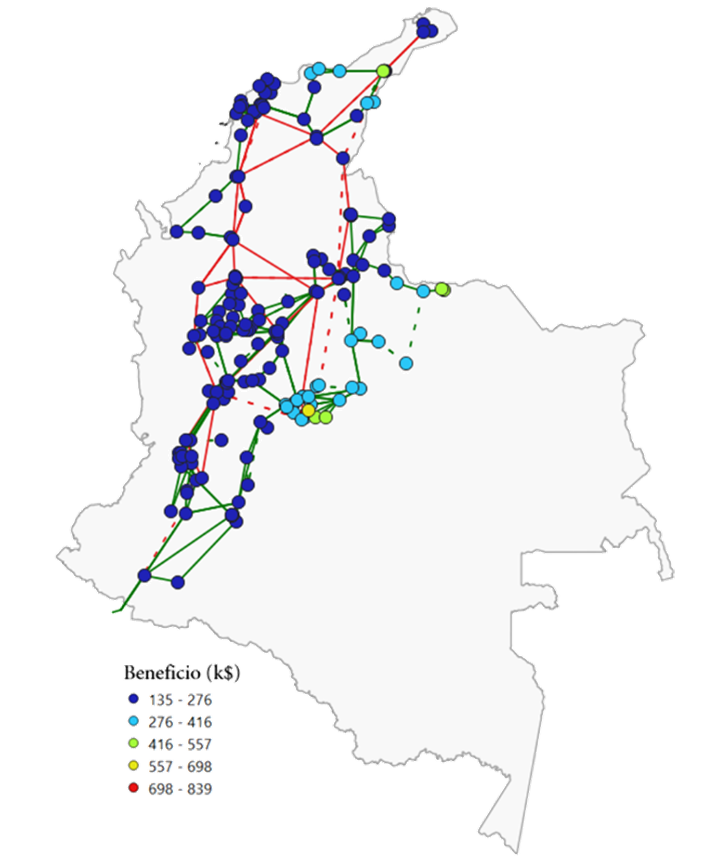 Beneficio (k$)
135 - 276
276 - 416
416 - 557
557 - 698
698 - 839